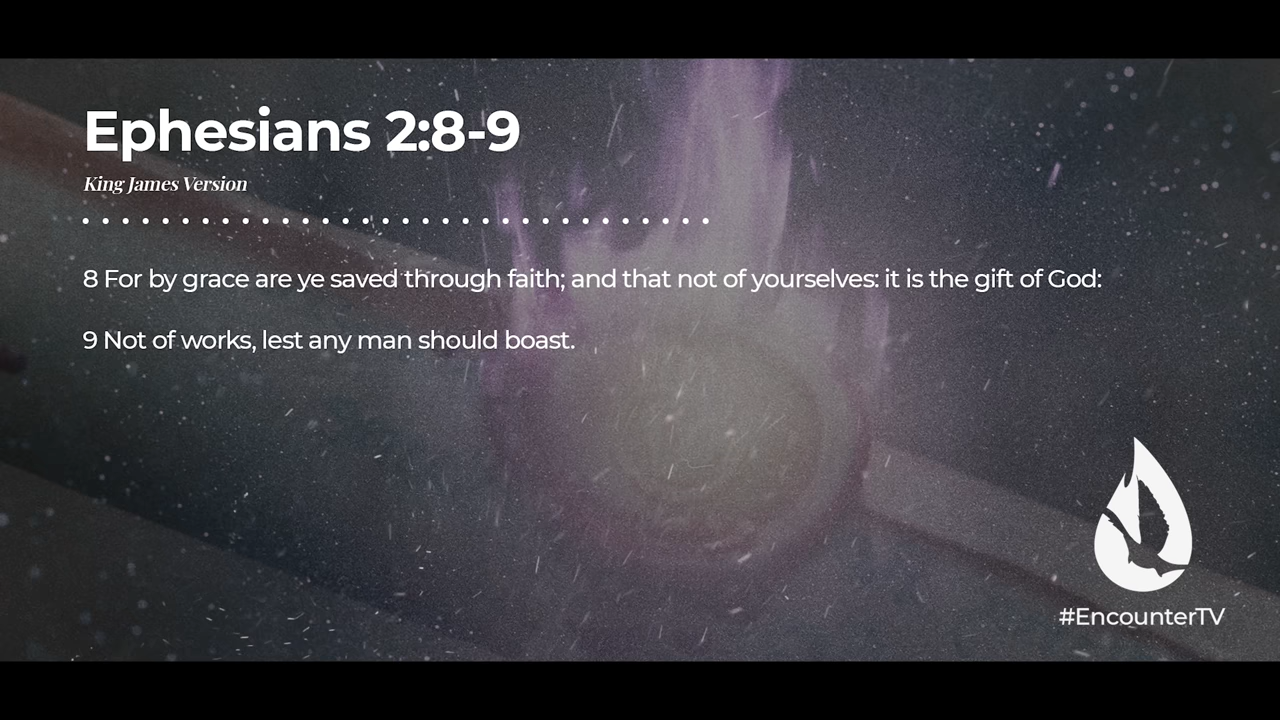 Ephesians 2:8-9
King James Version
8 For by grace are ye saved through faith; and that not of yourselves: it is the gift of God:
9 Not of works, lest any man should boast.
#EncounterTV